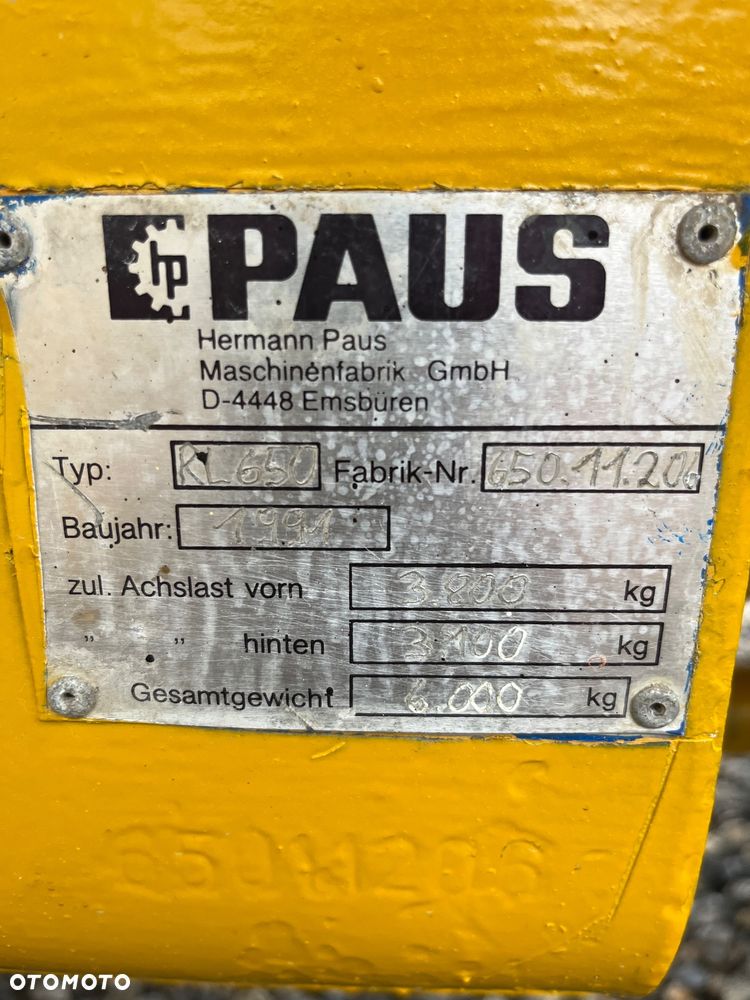 hp PAUS
Hermann Paus
Maschinenfabrik GmbH
D-4448 Emsbüren
Typ: RL650 Fabrik-Nr. 650.11.206
Baujahr: 1991
zul. Achslast vorn 3.800 kg
" " hinten 3.100 kg
Gesamtgewicht 6.000 kg
OTOMOTO